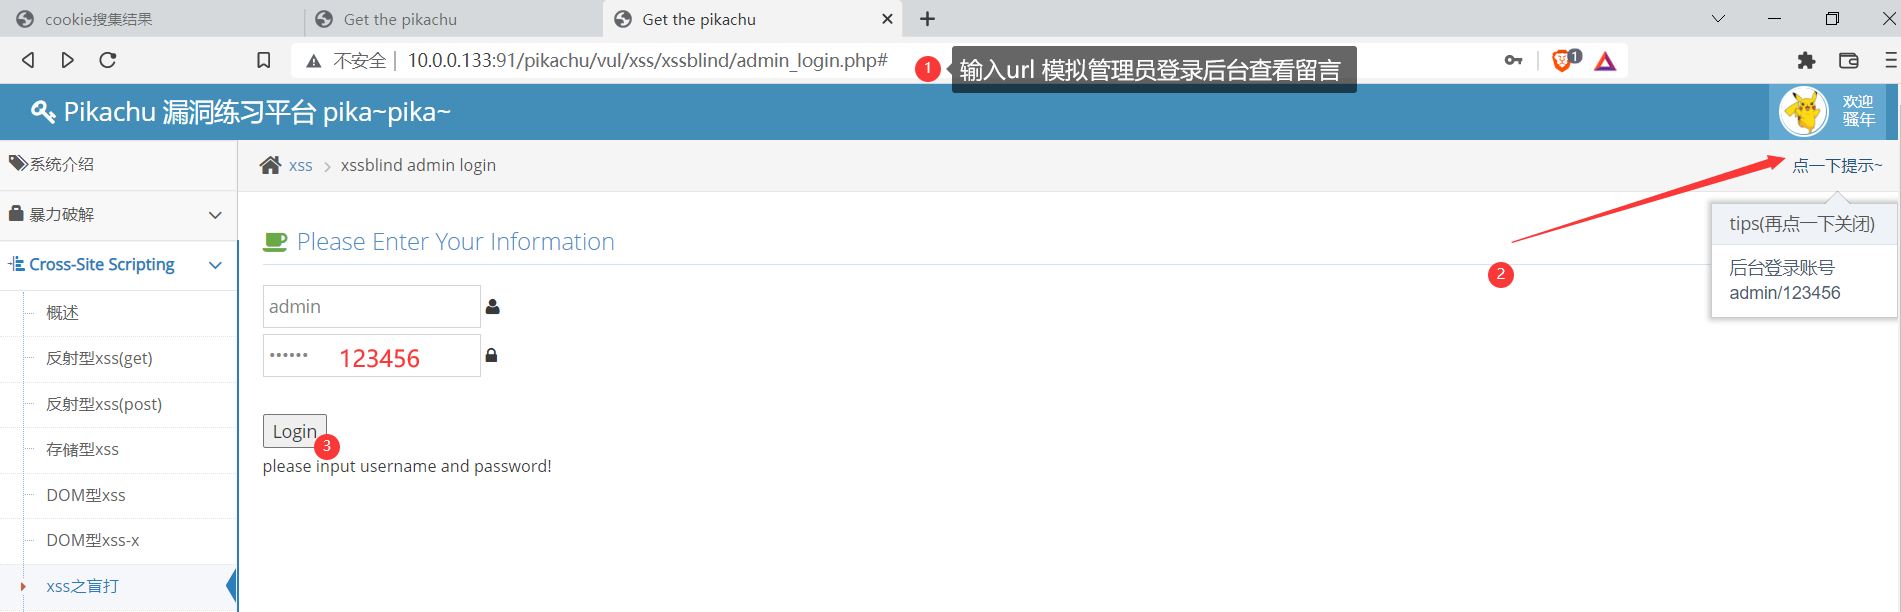 cookie搜集结果
Get the pikachu
Get the pikachu
不安全 10.0.0.133:91/pikachu/vul/xss/xssblind/admin_login.php#
1
输入url 模拟管理员登录后台查看留言
1
Pikachu 漏洞练习平台 pika~pika~
欢迎
骚年
系统介绍
xss > xssblind admin login
点一下提示~
暴力破解
tips(再点一下关闭)
后台登录账号
admin/123456
2
Cross-Site Scripting
Please Enter Your Information
概述
admin
反射型xss(get)
•••••• 123456
反射型xss(post)
Login
3
存储型xss
please input username and password!
DOM型xss
DOM型xss-x
xss之盲打